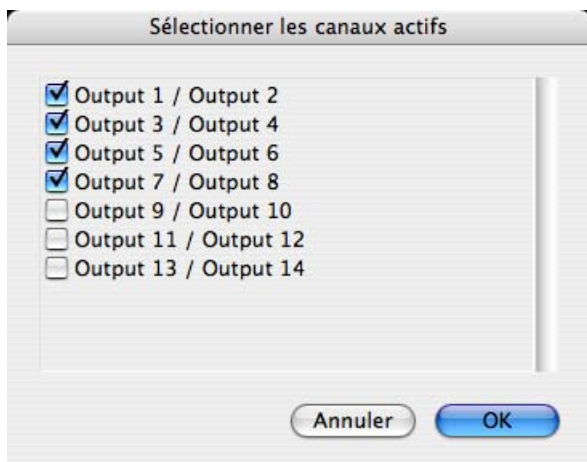 Sélectionner les canaux actifs
Output 1 / Output 2
Output 3 / Output 4
Output 5 / Output 6
Output 7 / Output 8
Output 9 / Output 10
Output 11 / Output 12
Output 13 / Output 14
Annuler OK